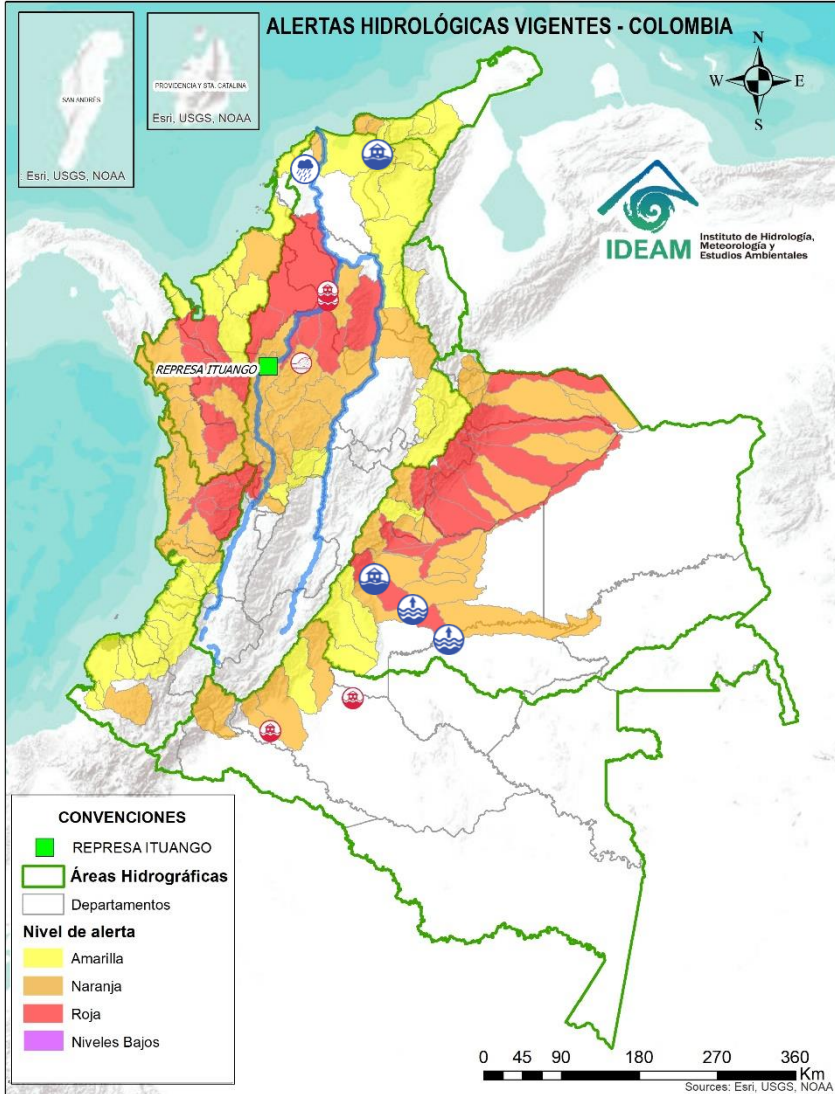 ALERTAS HIDROLÓGICAS VIGENTES - COLOMBIA
SAN ANDRÉS
Esri, USGS, NOAA
PROVIDENCIA Y STA. CATALINA
Esri, USGS, NOAA
N
W
E
S
IDEAM
Instituto de Hidrología,
Meteorología y
Estudios Ambientales
REPRESA ITUANGO
CONVENCIONES
REPRESA ITUANGO
Áreas Hidrográficas
Departamentos
Nivel de alerta
Amarilla
Naranja
Roja
Niveles Bajos
0 45 90 180 270 360
Km
Sources: Esri, USGS, NOAA